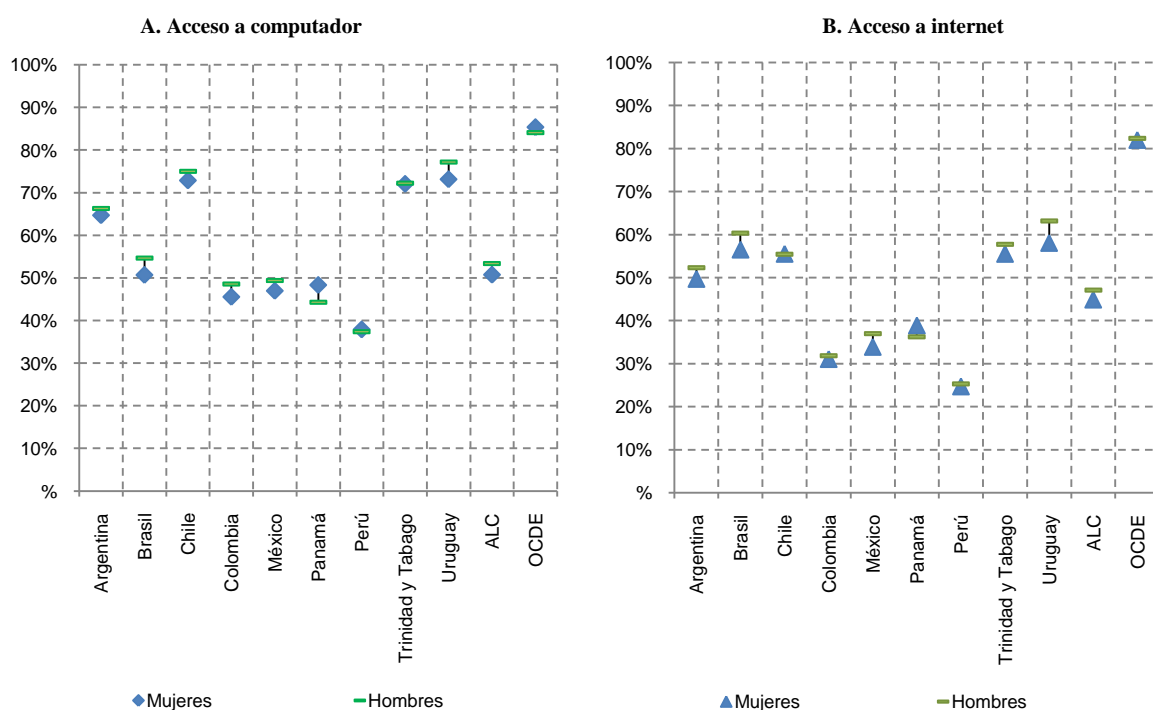 A. Acceso a computador
100%
90%
80%
70%
60%
50%
40%
30%
20%
10%
%
Argentina
Brasil
Chile
Colombia
México
Panamá
Perú
Trinidad y Tabago
Uruguay
ALC
OCDE
Mujeres
Hombres
B. Acceso a internet
100%
90%
80%
70%
60%
50%
40%
30%
20%
10%
%
Argentina
Brasil
Chile
Colombia
México
Panamá
Perú
Trinidad y Tabago
Uruguay
ALC
OCDE
Mujeres
Hombres